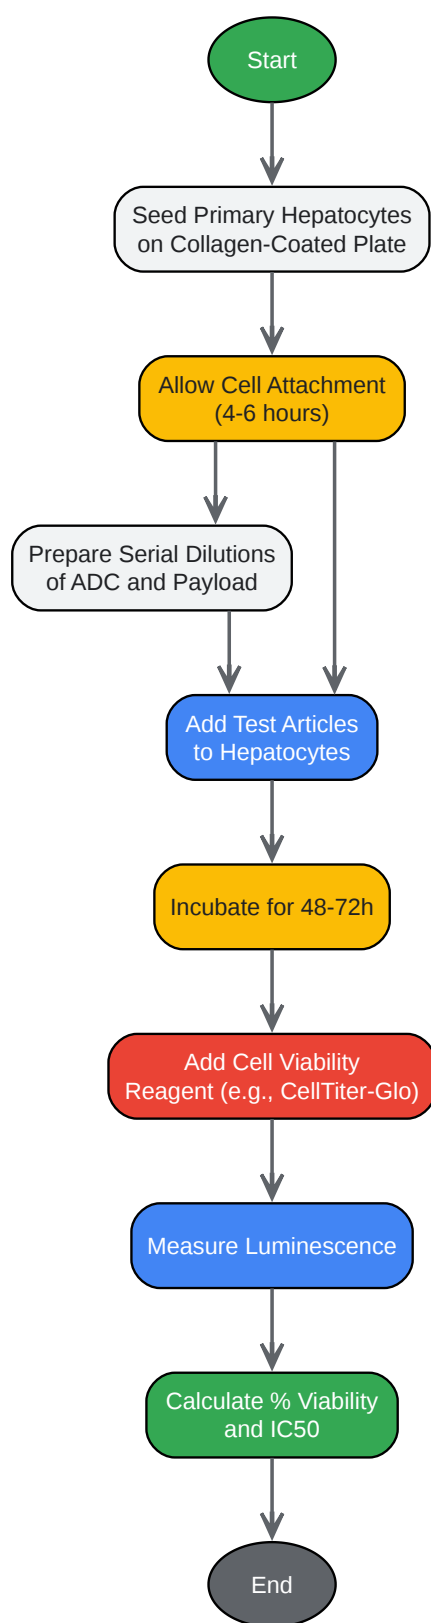 Start
Seed Primary Hepatocytes
on Collagen-Coated Plate
Allow Cell Attachment
(4-6 hours)
Prepare Serial Dilutions
of ADC and Payload
Add Test Articles
to Hepatocytes
Incubate for 48-72h
Add Cell Viability
Reagent (e.g., CellTiter-Glo)
Measure Luminescence
Calculate % Viability
and IC50
End